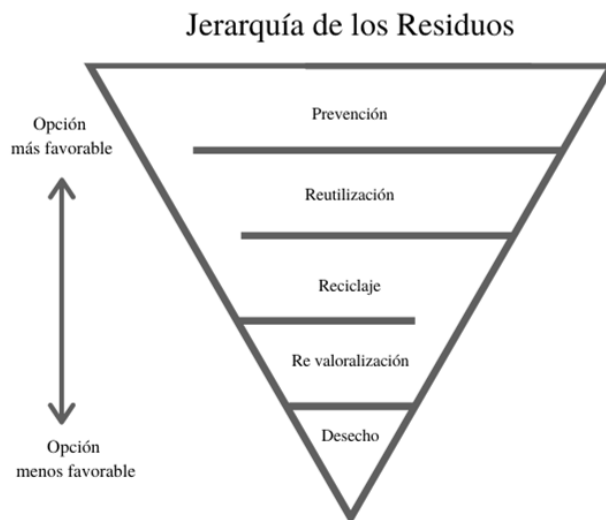 Jerarquía de los Residuos
Opción
más favorable
Prevención
Reutilización
Reciclaje
Re valoralización
Desecho
Opción
menos favorable